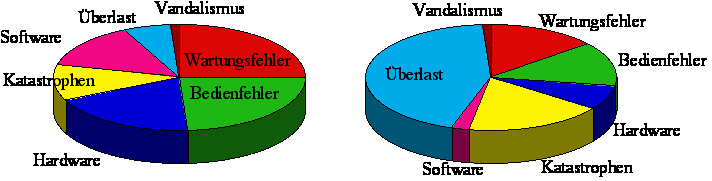 Vandalismus
Überlast
Software
Wartungsfehler
Katastrophen
Bedienfehler
Hardware
Vandalismus
Wartungsfehler
Bedienfehler
Überlast
Hardware
Software
Katastrophen